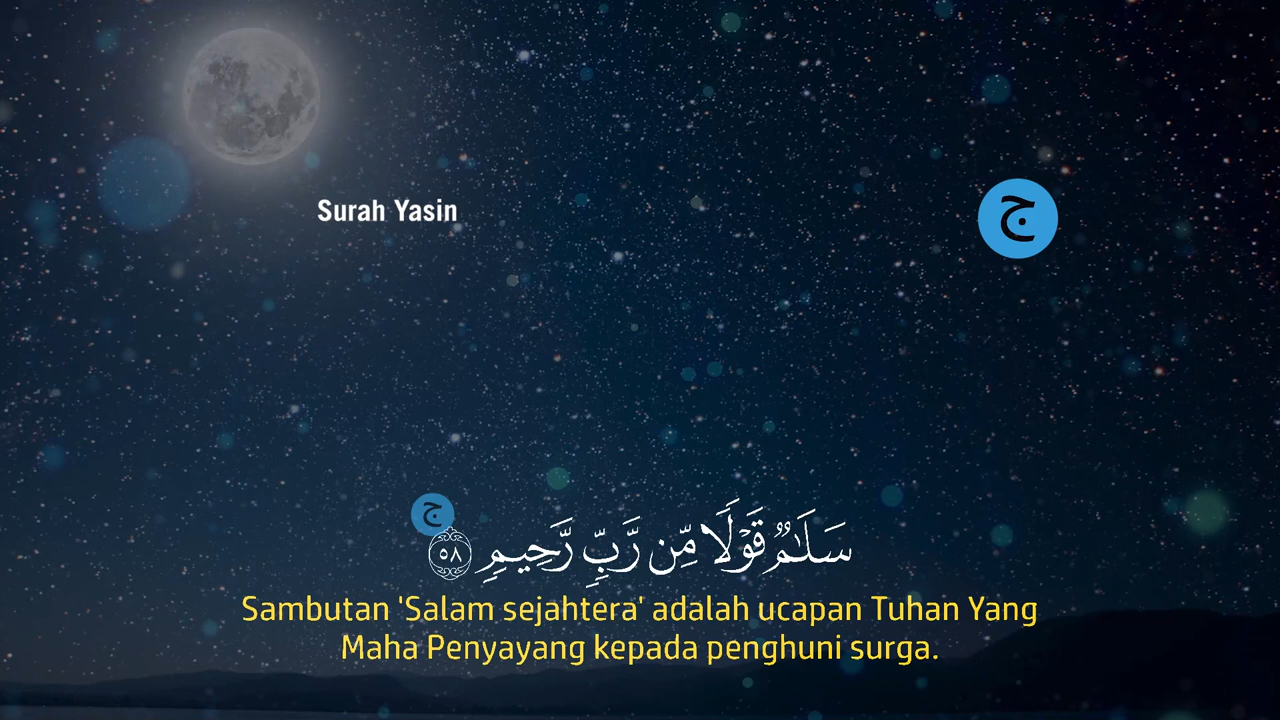 Surah Yasin
ج
ج
سَلَٰمٌ قَوْلًا مِّن رَّبٍّ رَّحِيمٍ ٥٨
Sambutan 'Salam sejahtera' adalah ucapan Tuhan Yang
Maha Penyayang kepada penghuni surga.